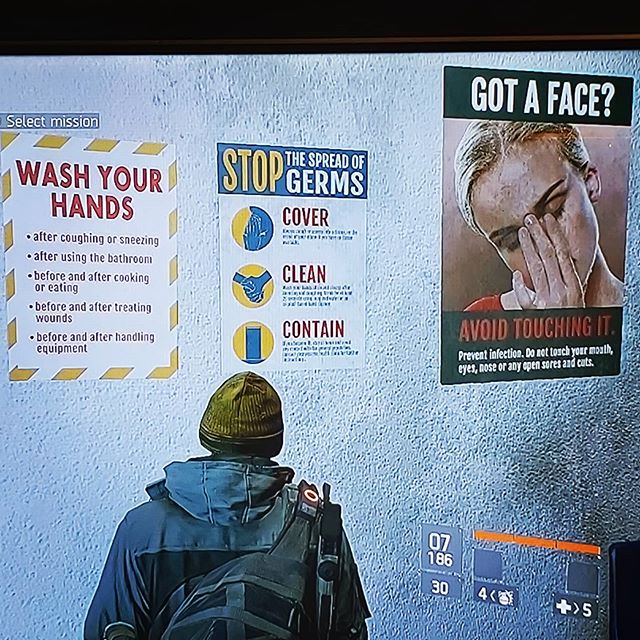 Select mission
WASH YOUR
HANDS
• after coughing or sneezing
• after using the bathroom
• before and after cooking
or eating
• before and after treating
wounds
• before and after handling
equipment
STOP THE SPREAD OF
GERMS
COVER
CLEAN
CONTAIN
GOT A FACE?
AVOID TOUCHING IT.
Prevent infection. Do not touch your mouth,
eyes, nose or any open sores and cuts.
07
186
30
4
5